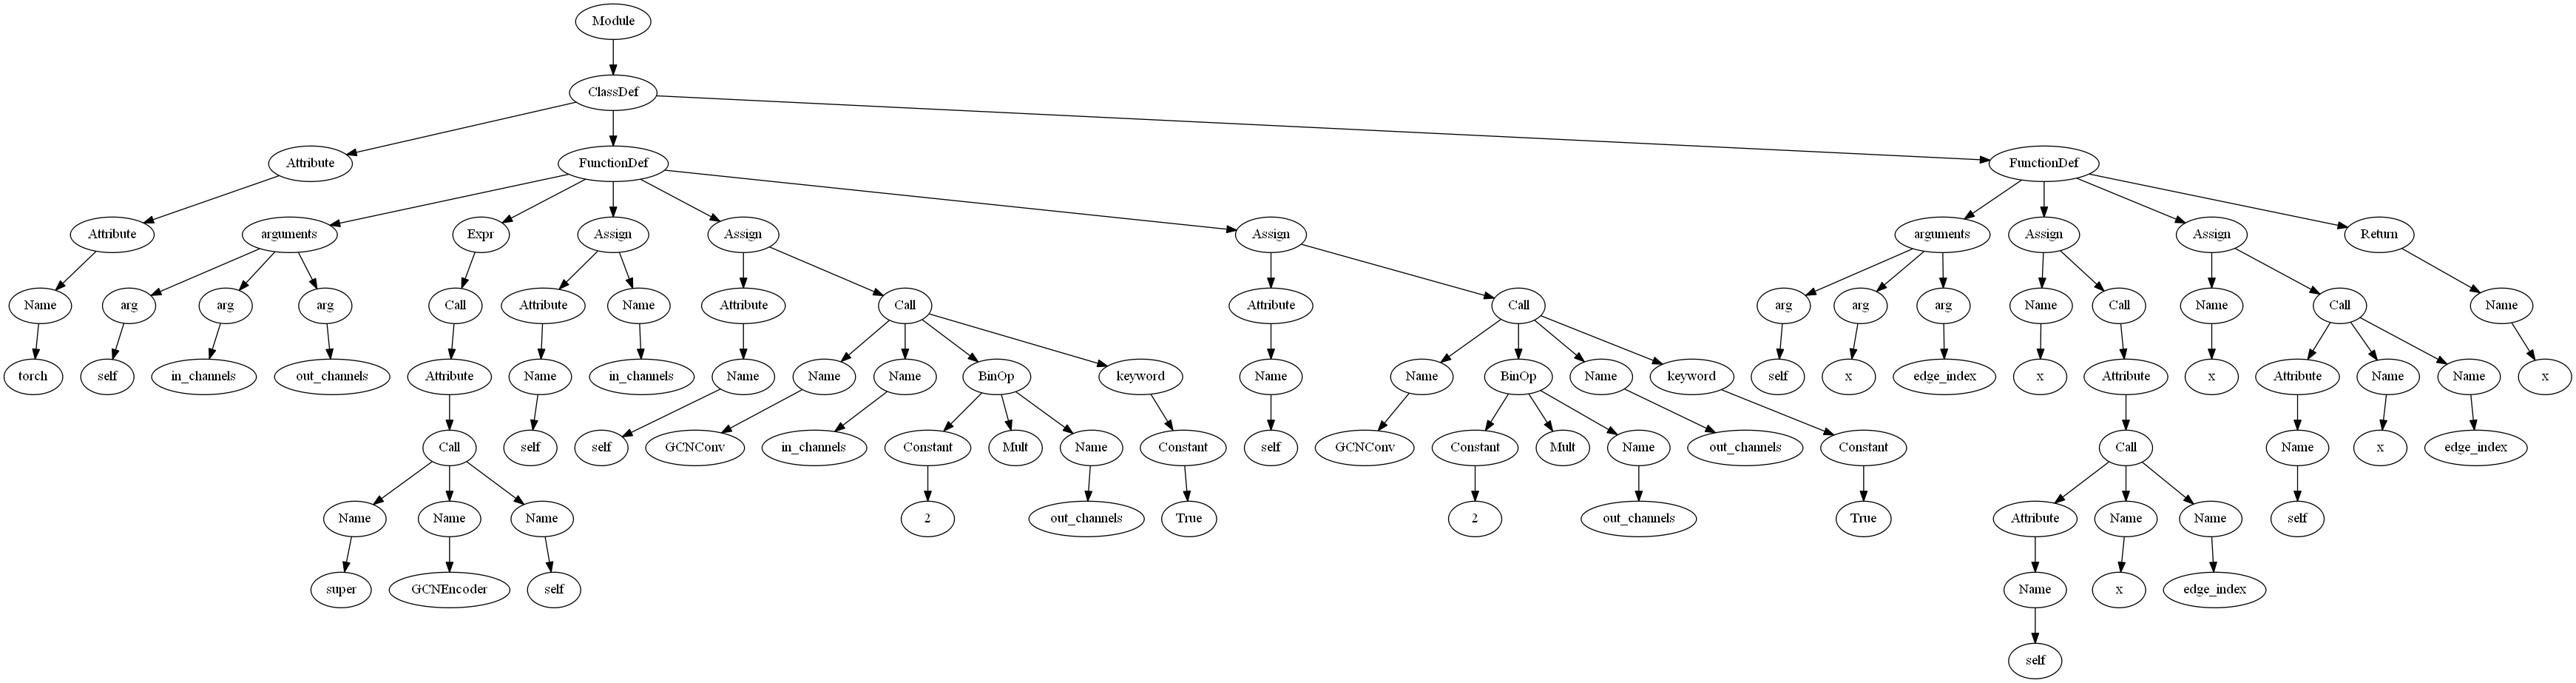 Module
ClassDef
Attribute FunctionDef FunctionDef
Attribute arguments Expr Assign Assign Assign arguments Assign Assign Return
Name arg arg arg Call Attribute Name Attribute Call Attribute Call arg arg arg Name Call Name Call Name
torch self in_channels out_channels Attribute Name in_channels Name Name Name BinOp keyword Name Name BinOp Name keyword self x edge_index x Attribute x Attribute Name Name x
Call self self GCNConv in_channels Constant Mult Name Constant self GCNConv Constant Mult Name out_channels Constant Call Name x edge_index
Name Name Name 2 out_channels True 2 out_channels True Attribute Name Name self
super GCNEncoder self Name x edge_index
self